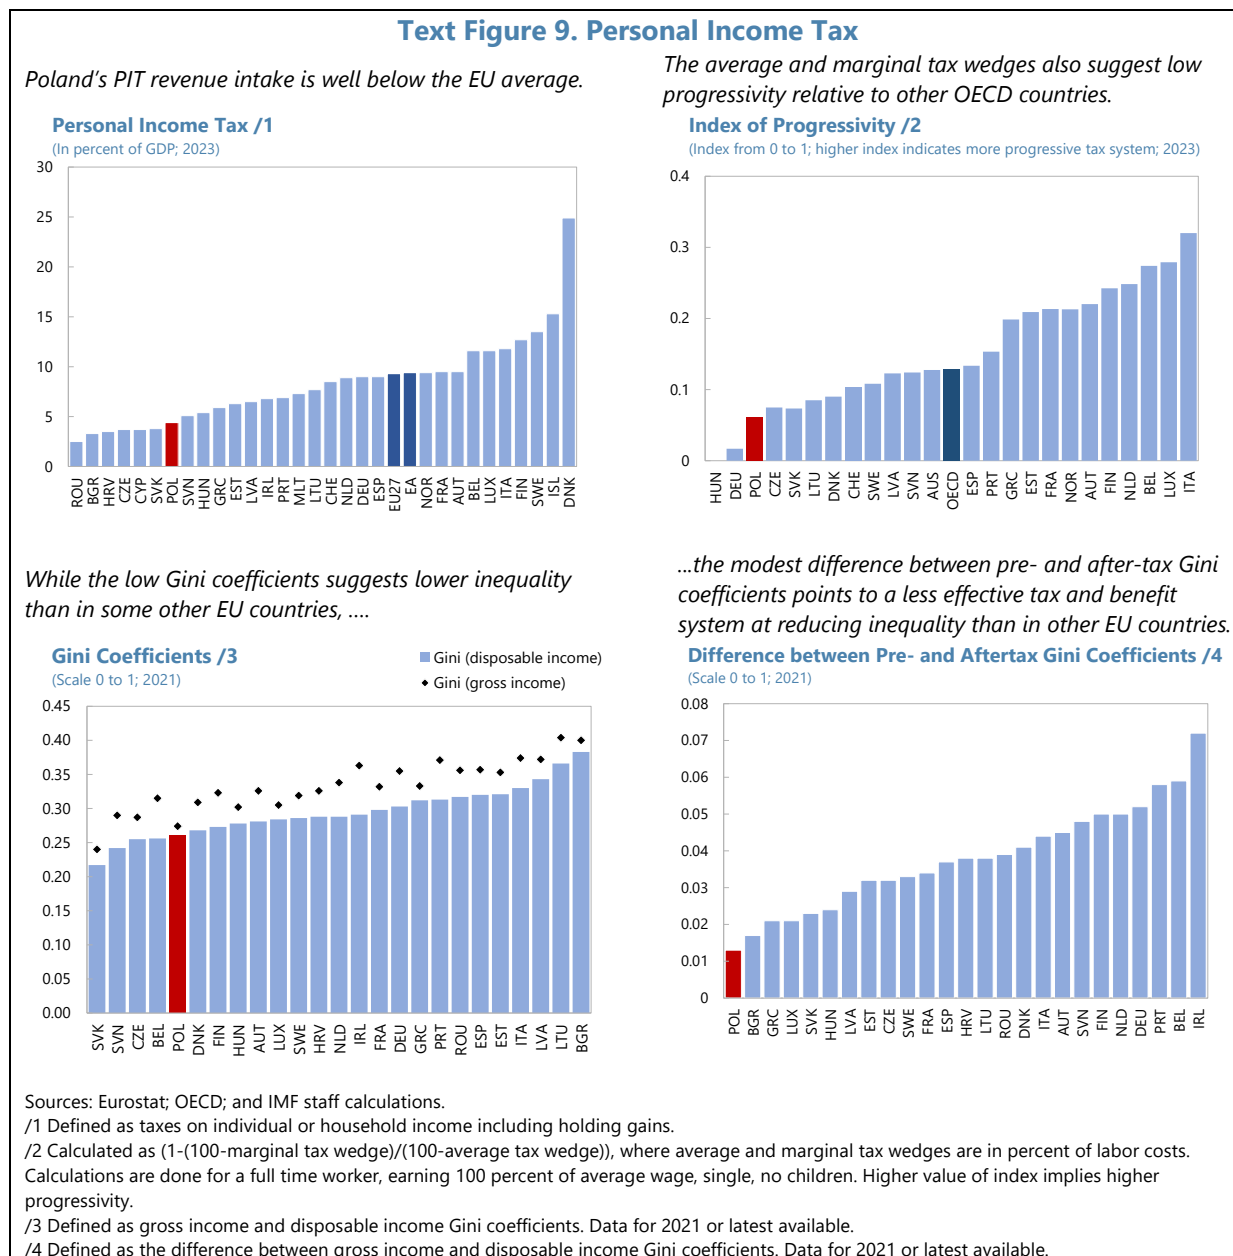 Text Figure 9. Personal Income Tax
Poland's PIT revenue intake is well below the EU average.
Personal Income Tax /1
(In percent of GDP; 2023)
30
25
20
15
10
5
0
ROU BGR HRV CZE CYP SVK POL SVN HUN GRC EST LVA IRL PRT MLT LTU CHE NLD DEU ESP EU27 EA NOR FRA AUT BEL LUX ITA FIN SWE ISL DNK
The average and marginal tax wedges also suggest low
progressivity relative to other OECD countries.
Index of Progressivity /2
(Index from 0 to 1; higher index indicates more progressive tax system; 2023)
0.4
0.3
0.2
0.1
0
HUN DEU POL CZE SVK LTU DNK CHE SWE LVA SVN AUS OECD ESP PRT GRC EST FRA NOR AUT FIN NLD BEL LUX ITA
While the low Gini coefficients suggests lower inequality
than in some other EU countries, ....
Gini Coefficients /3
(Scale 0 to 1; 2021)
Gini (disposable income)
Gini (gross income)
0.45
0.40
0.35
0.30
0.25
0.20
0.15
0.10
0.05
0.00
SVK SVN CZE BEL POL DNK FIN HUN AUT LUX SWE HRV NLD IRL FRA DEU GRC PRT ROU ESP EST ITA LVA LTU BGR
...the modest difference between pre- and after-tax Gini
coefficients points to a less effective tax and benefit
system at reducing inequality than in other EU countries.
Difference between Pre- and Aftertax Gini Coefficients /4
(Scale 0 to 1; 2021)
0.08
0.07
0.06
0.05
0.04
0.03
0.02
0.01
0
POL BGR GRC LUX SVK HUN LVA EST CZE SWE FRA ESP HRV LTU ROU DNK ITA AUT SVN FIN NLD DEU PRT BEL IRL
Sources: Eurostat; OECD; and IMF staff calculations.
/1 Defined as taxes on individual or household income including holding gains.
/2 Calculated as (1-(100-marginal tax wedge)/(100-average tax wedge)), where average and marginal tax wedges are in percent of labor costs.
Calculations are done for a full time worker, earning 100 percent of average wage, single, no children. Higher value of index implies higher
progressivity.
/3 Defined as gross income and disposable income Gini coefficients. Data for 2021 or latest available.
/4 Defined as the difference between gross income and disposable income Gini coefficients. Data for 2021 or latest available.